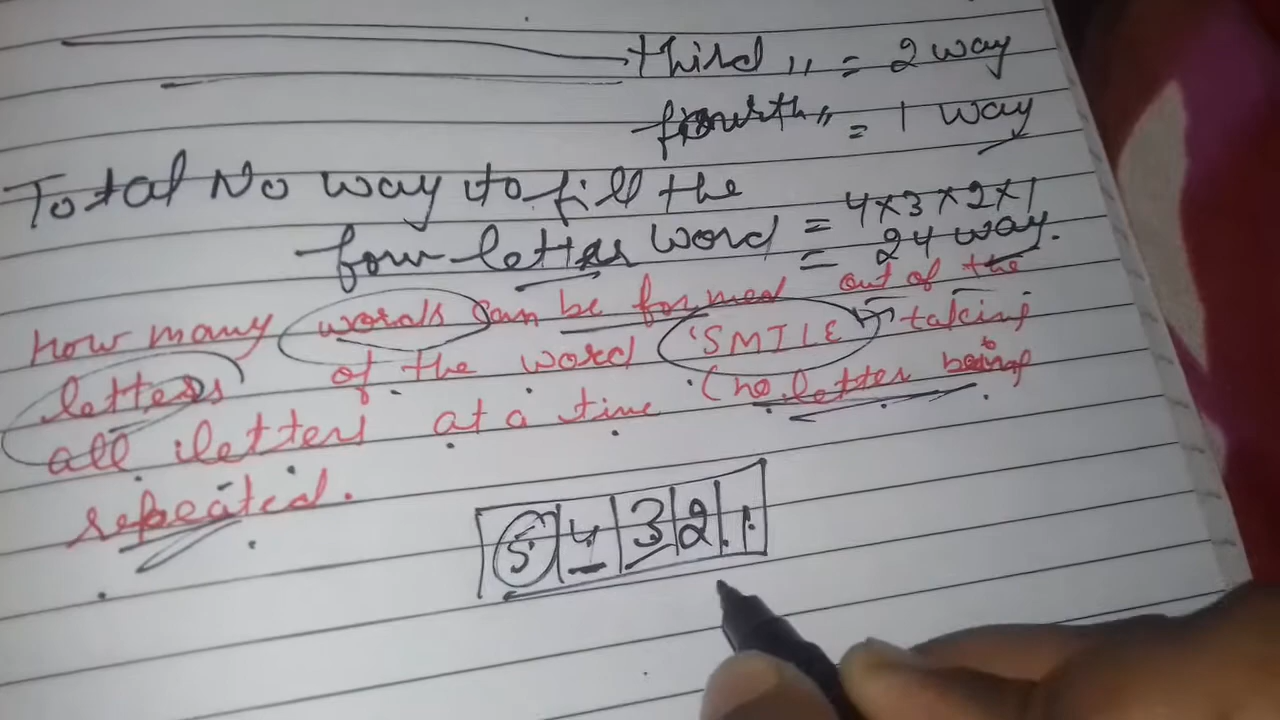 third " = 2 way
fourth " = 1 way
Total No way to fill the
four letters word = 4×3×2×1
= 24 way.
how many words can be formed out of the
letters of the word 'SMILE' taking
all letters at a time (no letter being
repeated.
5 4 3 2 1